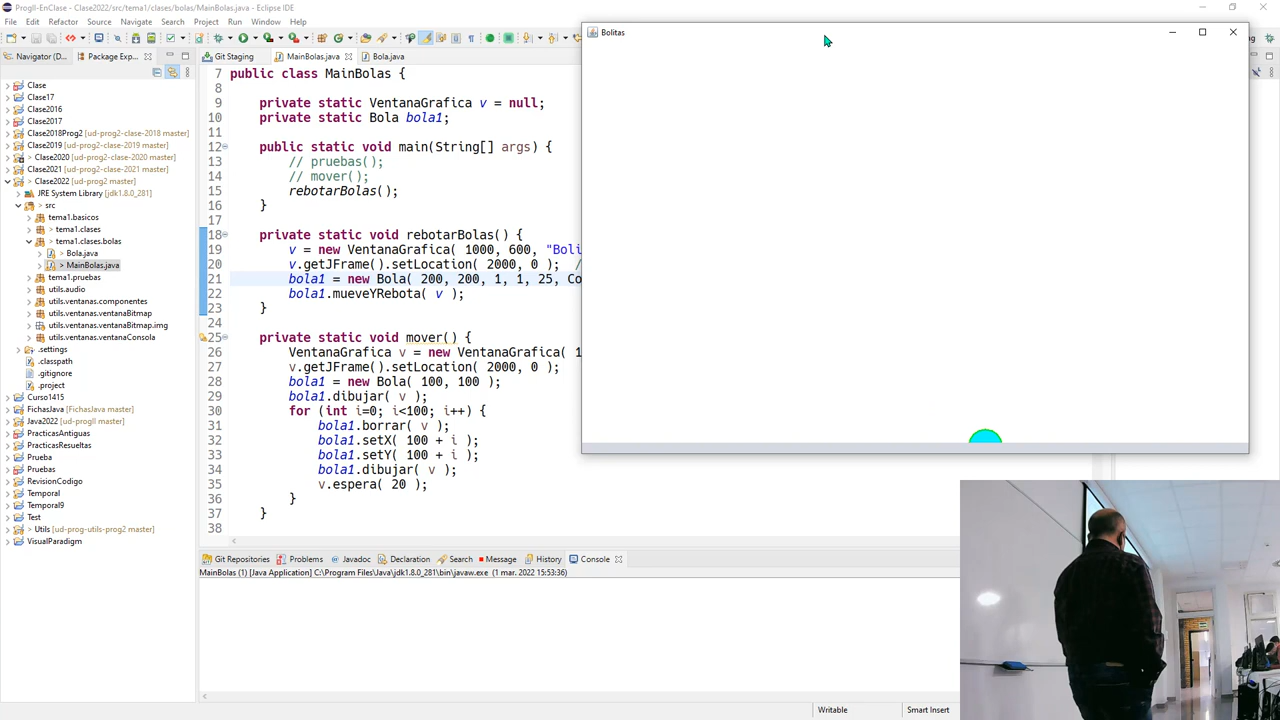 ProgII-EnClase - Clase2022/src/tema1/clases/bolas/MainBolas.java - Eclipse IDE
File Edit Refactor Source Navigate Search Project Run Window Help
Navigator (D...
Package Exp...
Clase
Clase17
Clase2016
Clase2017
Clase2018Prog2 [ud-prog2-clase-2018 master]
Clase2019 [ud-prog2-clase-2019 master]
> Clase2020 [ud-prog2-clase-2020 master]
Clase2021 [ud-prog2-clase-2021 master]
> Clase2022 [ud-prog2 master]
JRE System Library [jdk1.8.0_281]
> src
tema1.basicos
> tema1.clases
> tema1.clases.bolas
> Bola.java
> MainBolas.java
tema1.pruebas
utils.audio
utils.ventanas.componentes
utils.ventanas.ventanaBitmap
utils.ventanas.ventanaBitmap.img
utils.ventanas.ventanaConsola
.settings
.classpath
.gitignore
.project
Curso1415
FichasJava [FichasJava master]
Java2022 [ud-progII master]
PracticasAntiguas
PracticasResueltas
Prueba
Pruebas
RevisionCodigo
Temporal
Temporal9
Test
> Utils [ud-prog-utils-prog2 master]
VisualParadigm
Git Staging
MainBolas.java
Bola.java
7 public class MainBolas {
8
9 private static VentanaGrafica v = null;
10 private static Bola bola1;
11
12 public static void main(String[] args) {
13 // pruebas();
14 // mover();
15 rebotarBolas();
16 }
17
18 private static void rebotarBolas() {
19 v = new VentanaGrafica( 1000, 600, "Boli
20 v.getJFrame().setLocation( 2000, 0 ); /
21 bola1 = new Bola( 200, 200, 1, 1, 25, Co
22 bola1.mueveYRebota( v );
23 }
24
25 private static void mover() {
26 VentanaGrafica v = new VentanaGrafica( 1
27 v.getJFrame().setLocation( 2000, 0 );
28 bola1 = new Bola( 100, 100 );
29 bola1.dibujar( v );
30 for (int i=0; i<100; i++) {
31 bola1.borrar( v );
32 bola1.setX( 100 + i );
33 bola1.setY( 100 + i );
34 bola1.dibujar( v );
35 v.espera( 20 );
36 }
37 }
38
Bolitas
Git Repositories
Problems
Javadoc
Declaration
Search
Message
History
Console
MainBolas (1) [Java Application] C:\Program Files\Java\jdk1.8.0_281\bin\javaw.exe (1 mar. 2022 15:53:36)
Writable
Smart Insert